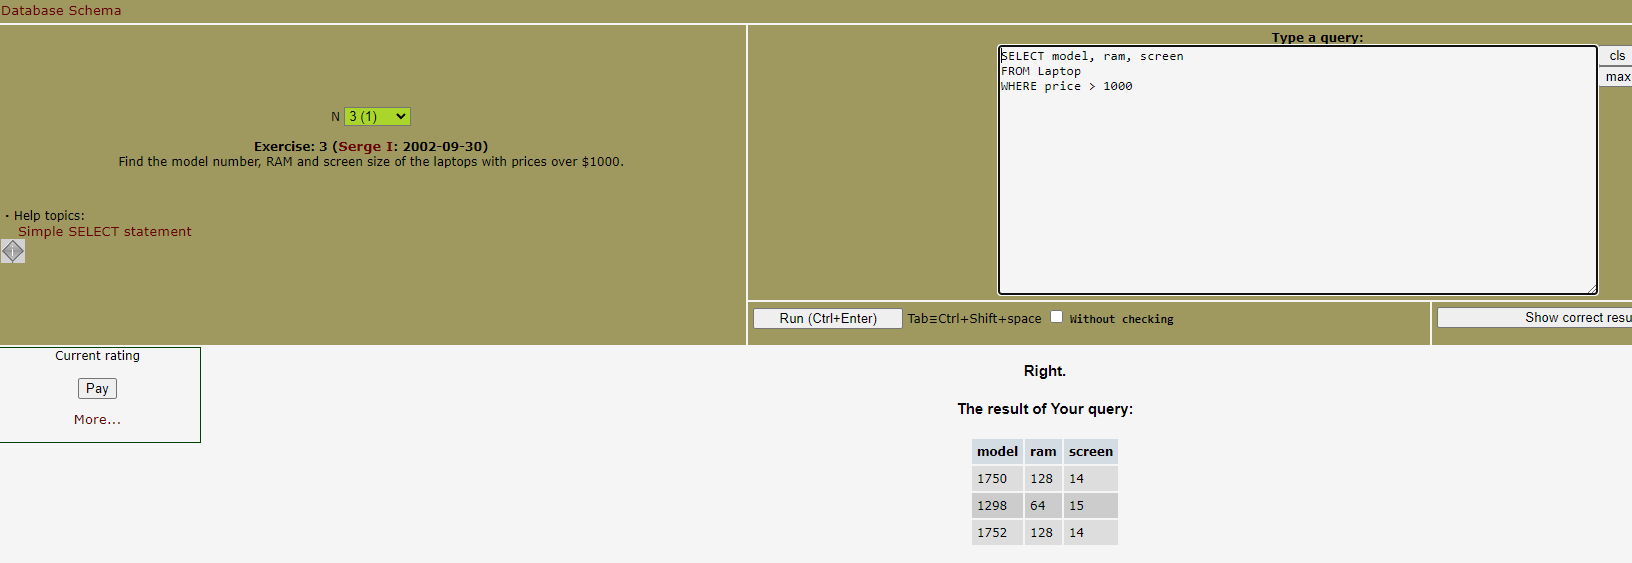 Database Schema
N 3 (1)
Exercise: 3 (Serge I: 2002-09-30)
Find the model number, RAM and screen size of the laptops with prices over $1000.
· Help topics:
Simple SELECT statement
i
Type a query:
SELECT model, ram, screen
FROM Laptop
WHERE price > 1000
cls
max
Run (Ctrl+Enter) Tab≡Ctrl+Shift+space Without checking
Show correct resu
Current rating
Pay
More...
Right.
The result of Your query:
model ram screen
1750 128 14
1298 64 15
1752 128 14